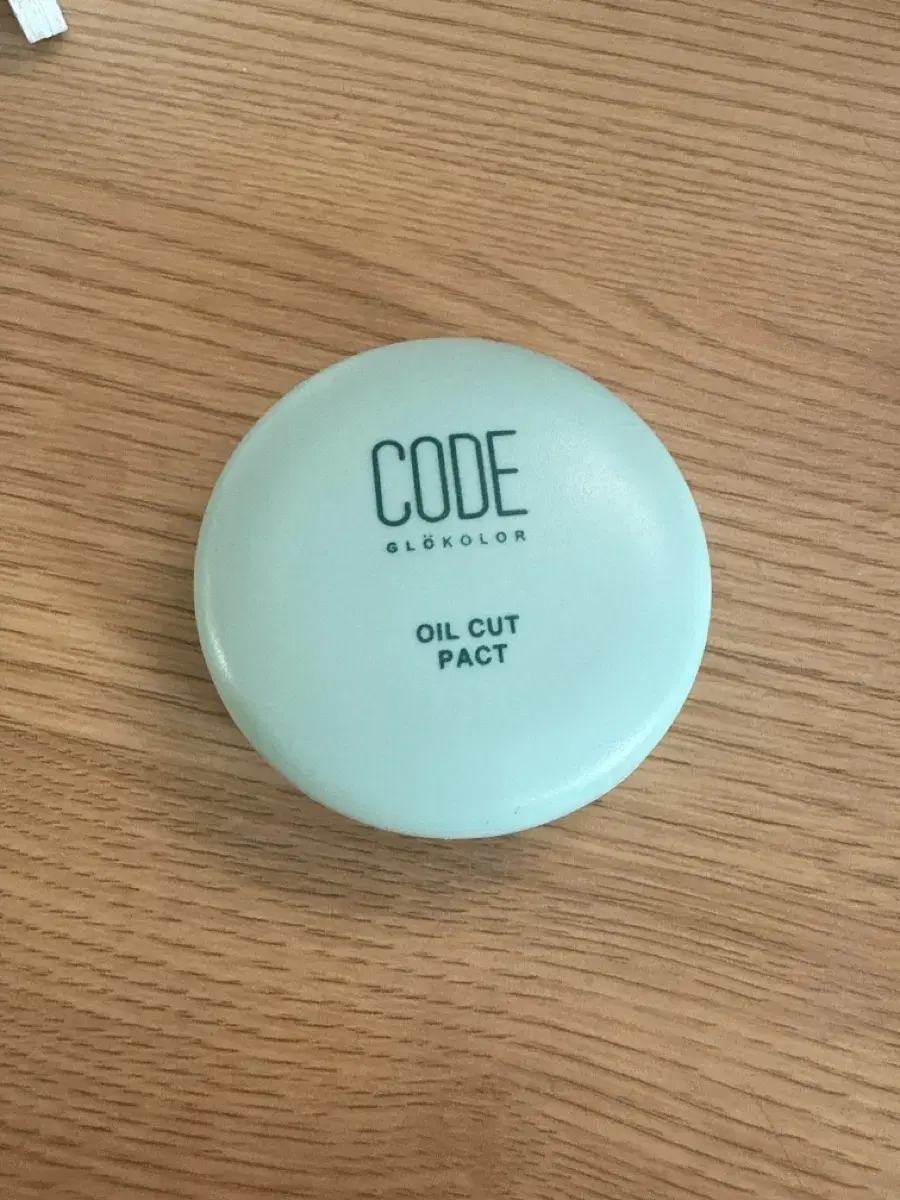 CODE
GLÖKOLOR
OIL CUT
PACT